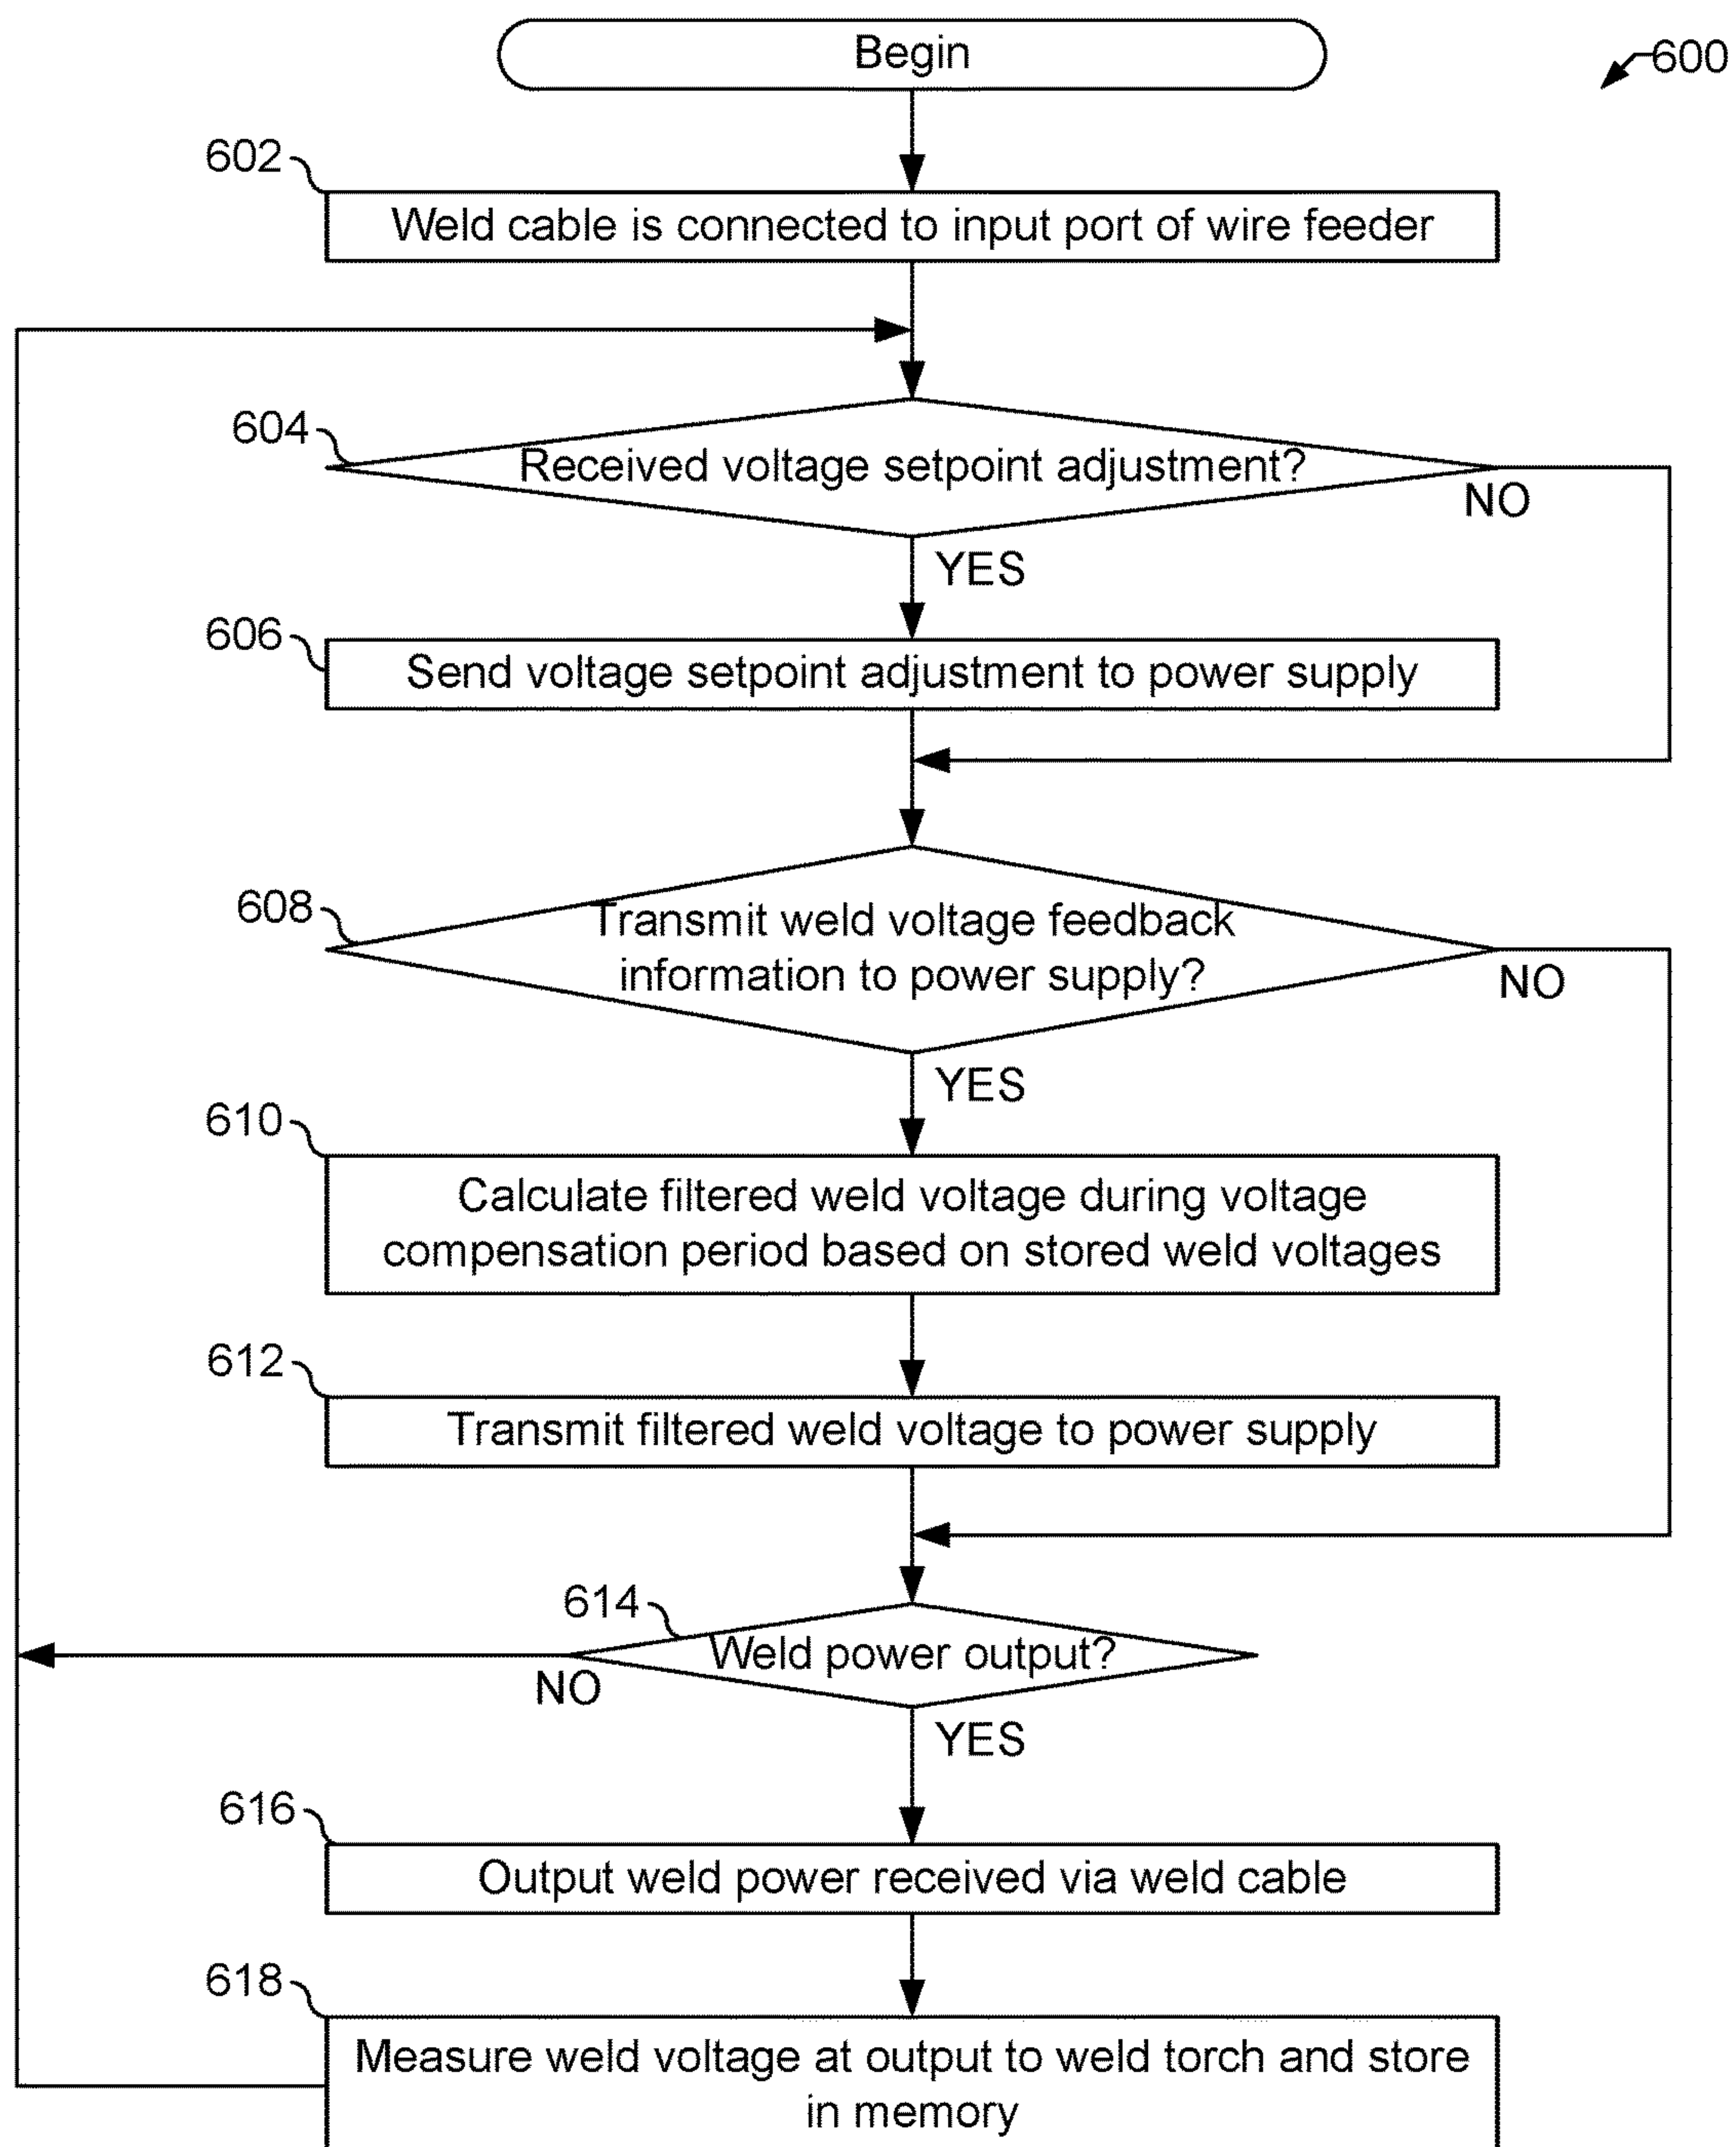 Begin
600
602
Weld cable is connected to input port of wire feeder
604
Received voltage setpoint adjustment?
NO
YES
606
Send voltage setpoint adjustment to power supply
608
Transmit weld voltage feedback
information to power supply?
NO
YES
610
Calculate filtered weld voltage during voltage
compensation period based on stored weld voltages
612
Transmit filtered weld voltage to power supply
614
Weld power output?
NO
YES
616
Output weld power received via weld cable
618
Measure weld voltage at output to weld torch and store
in memory